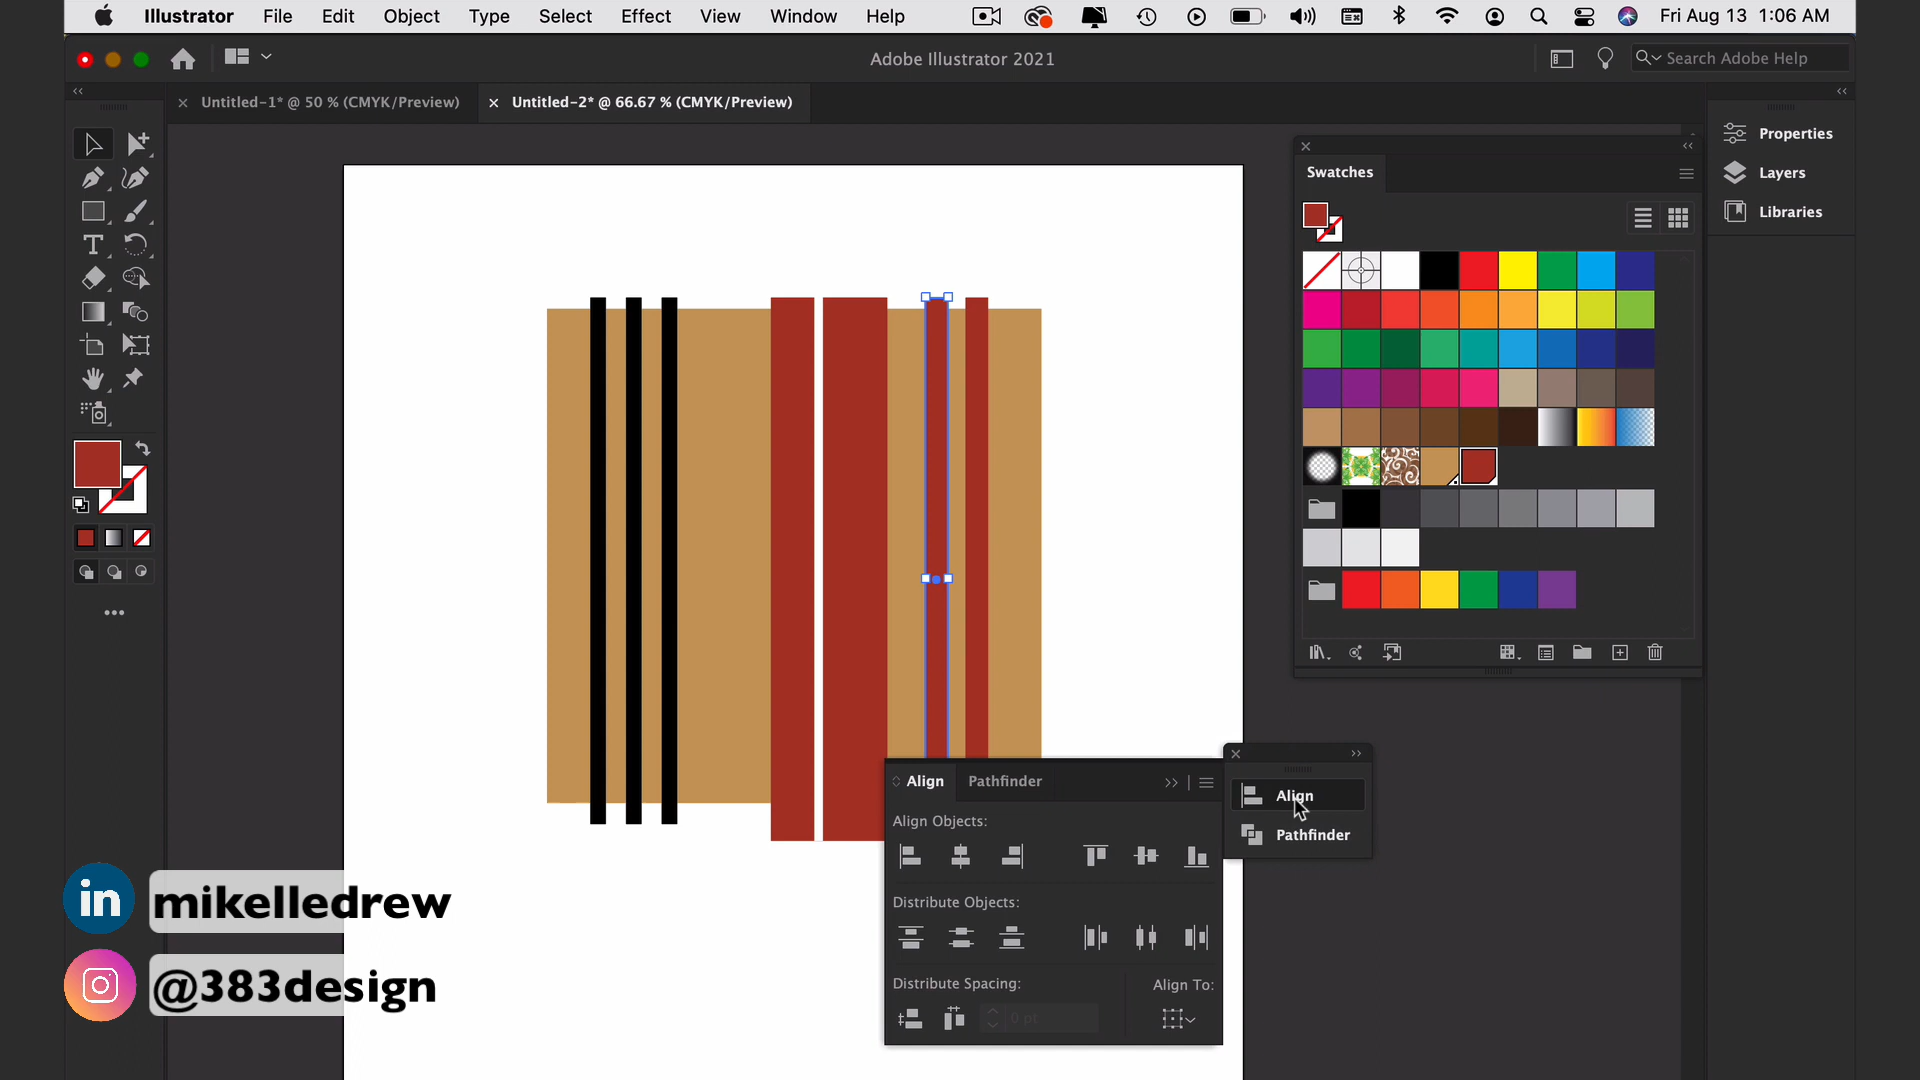 Illustrator File Edit Object Type Select Effect View Window Help Fri Aug 13 1:06 AM
Adobe Illustrator 2021
Search Adobe Help
Untitled-1* @ 50 % (CMYK/Preview)
Untitled-2* @ 66.67 % (CMYK/Preview)
Properties
Layers
Libraries
Swatches
T
Align
Pathfinder
Align Objects:
Distribute Objects:
Distribute Spacing:
Align To:
0 pt
Align
Pathfinder
in mikelledrew
@383design